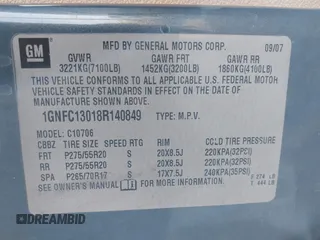 GM
MFD BY GENERAL MOTORS CORP. 09/07
GVWR GAWR FRT GAWR RR
3221KG(7100LB) 1452KG(3200LB) 1860KG(4100LB)
THIS VEHICLE CONFORMS TO ALL APPLICABLE U.S. FEDERAL MOTOR
VEHICLE SAFETY STANDARDS IN EFFECT ON THE DATE OF
MANUFACTURE SHOWN ABOVE.
1GNFC13018R140849 TYPE: M.P.V.
MODEL: C10706
CBBZ TIRE SIZE SPEED RTG RIM COLD TIRE PRESSURE
FRT P275/55R20 S 20X8.5J 220KPA(32PSI)
RR P275/55R20 S 20X8.5J 220KPA(32PSI)
SPA P265/70R17 S 17X7.5J 240KPA(35PSI)
SEE OWNER'S MANUAL FOR MORE INFORMATION.
DREAMBID